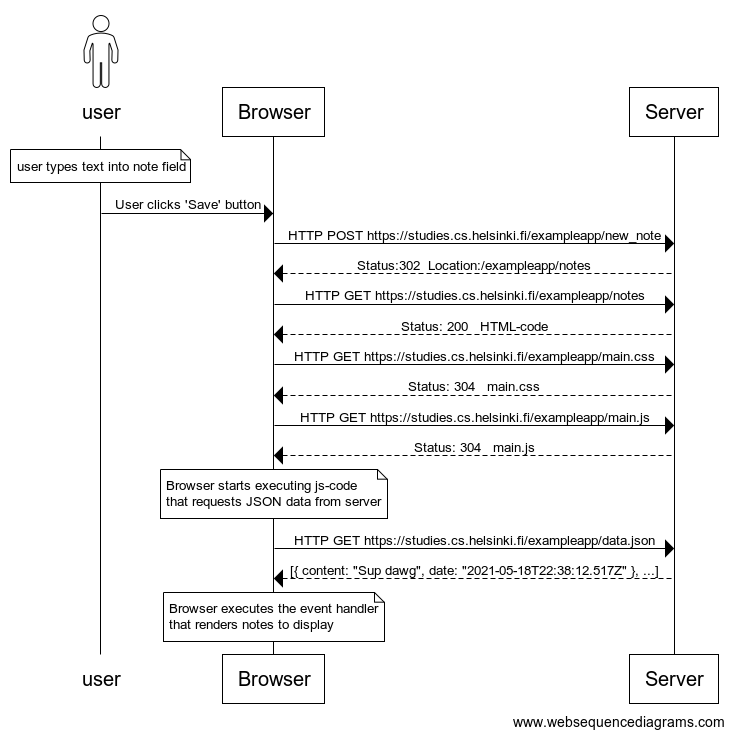 user
Browser
Server
user types text into note field
User clicks 'Save' button
HTTP POST https://studies.cs.helsinki.fi/exampleapp/new_note
Status:302  Location:/exampleapp/notes
HTTP GET https://studies.cs.helsinki.fi/exampleapp/notes
Status: 200   HTML-code
HTTP GET https://studies.cs.helsinki.fi/exampleapp/main.css
Status: 304   main.css
HTTP GET https://studies.cs.helsinki.fi/exampleapp/main.js
Status: 304   main.js
Browser starts executing js-code
that requests JSON data from server
HTTP GET https://studies.cs.helsinki.fi/exampleapp/data.json
[{ content: "Sup dawg", date: "2021-05-18T22:38:12.517Z" }, ...]
Browser executes the event handler
that renders notes to display
user
Browser
Server
www.websequencediagrams.com